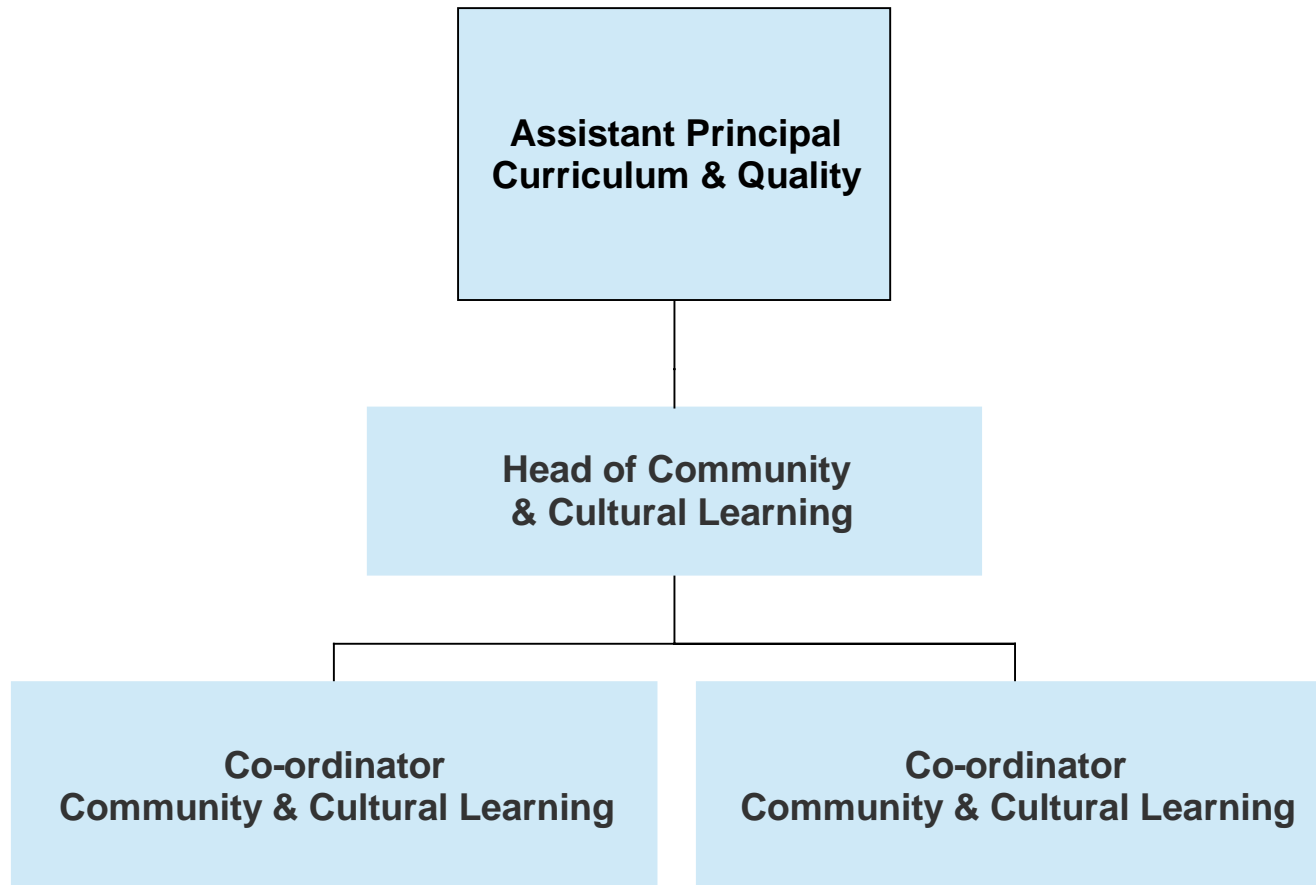 Assistant Principal
Curriculum & Quality
Head of Community
& Cultural Learning
Co-ordinator
Community & Cultural Learning
Co-ordinator
Community & Cultural Learning